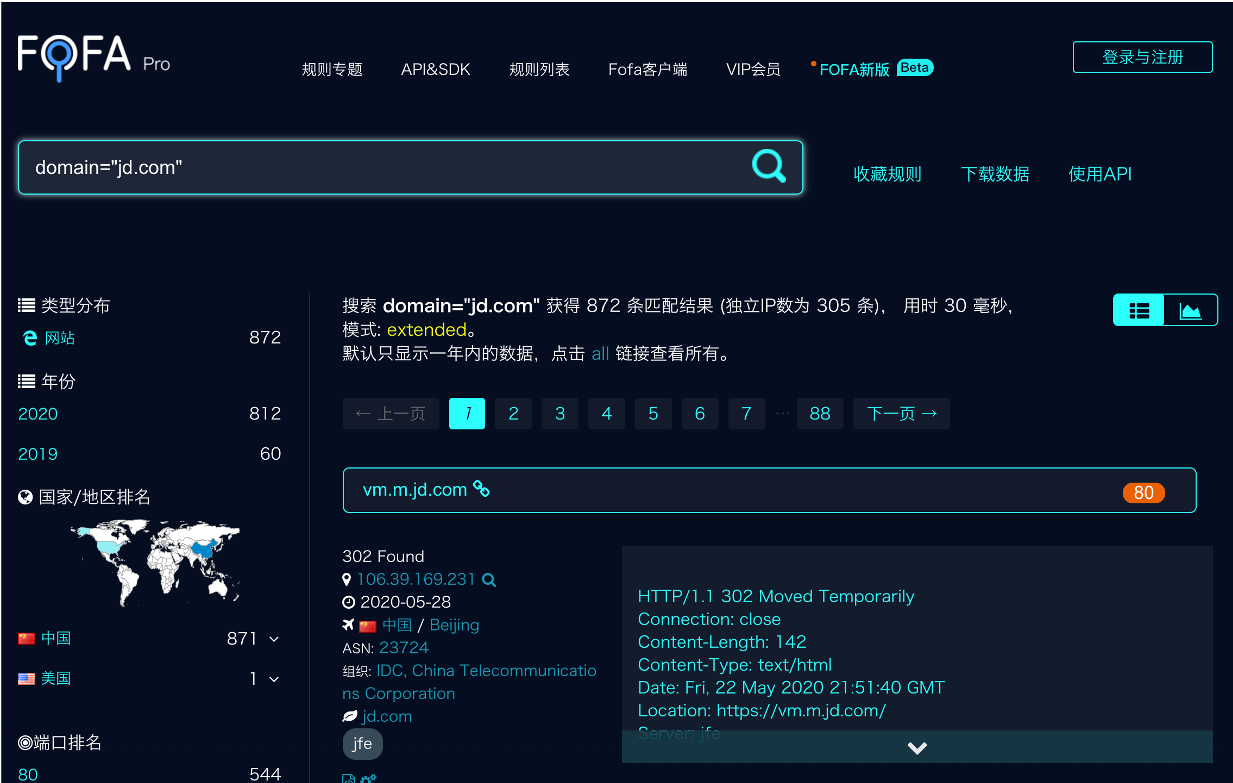 FOFA Pro
规则专题 API&SDK 规则列表 Fofa客户端 VIP会员 FOFA新版 Beta
登录与注册
domain="jd.com"
收藏规则 下载数据 使用API
类型分布
网站 872
年份
2020 812
2019 60
国家/地区排名
中国 871
美国 1
端口排名
80 544
搜索 domain="jd.com" 获得 872 条匹配结果 (独立IP数为 305 条)， 用时 30 毫秒，
模式: extended。
默认只显示一年内的数据，点击 all 链接查看所有。
← 上一页 1 2 3 4 5 6 7 ... 88 下一页 →
vm.m.jd.com 80
302 Found
106.39.169.231
2020-05-28
中国 / Beijing
ASN: 23724
组织: IDC, China Telecommunicatio
ns Corporation
jd.com
jfe
HTTP/1.1 302 Moved Temporarily
Connection: close
Content-Length: 142
Content-Type: text/html
Date: Fri, 22 May 2020 21:51:40 GMT
Location: https://vm.m.jd.com/
Server: jfe